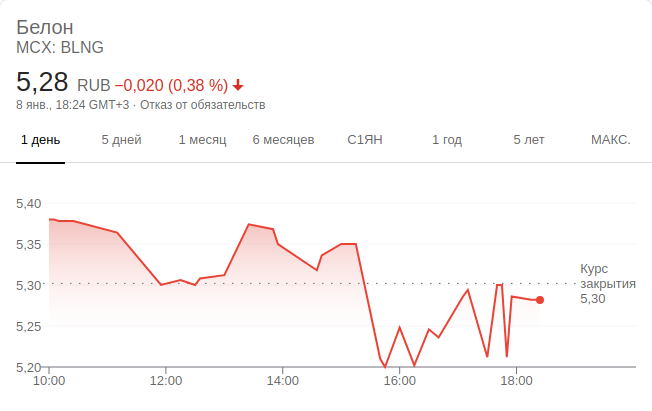 Белон
MCX: BLNG
5,28 RUB −0,020 (0,38 %)
8 янв., 18:24 GMT+3 · Отказ от обязательств
1 день 5 дней 1 месяц 6 месяцев С1ЯН 1 год 5 лет МАКС.
5,40
5,35
5,30
5,25
5,20
Курс
закрытия
5,30
10:00 12:00 14:00 16:00 18:00